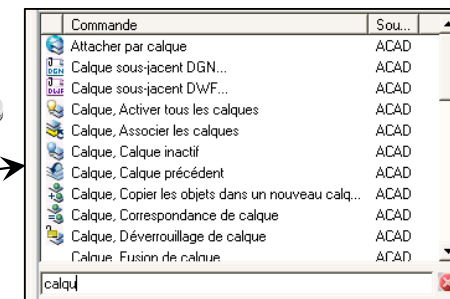 Commande Sou...
Attacher par calque ACAD
Calque sous-jacent DGN... ACAD
Calque sous-jacent DWF... ACAD
Calque, Activer tous les calques ACAD
Calque, Associer les calques ACAD
Calque, Calque inactif ACAD
Calque, Calque précédent ACAD
Calque, Copier les objets dans un nouveau calq... ACAD
Calque, Correspondance de calque ACAD
Calque, Déverrouillage de calque ACAD
Calque, Fusion de calque ACAD
calqu